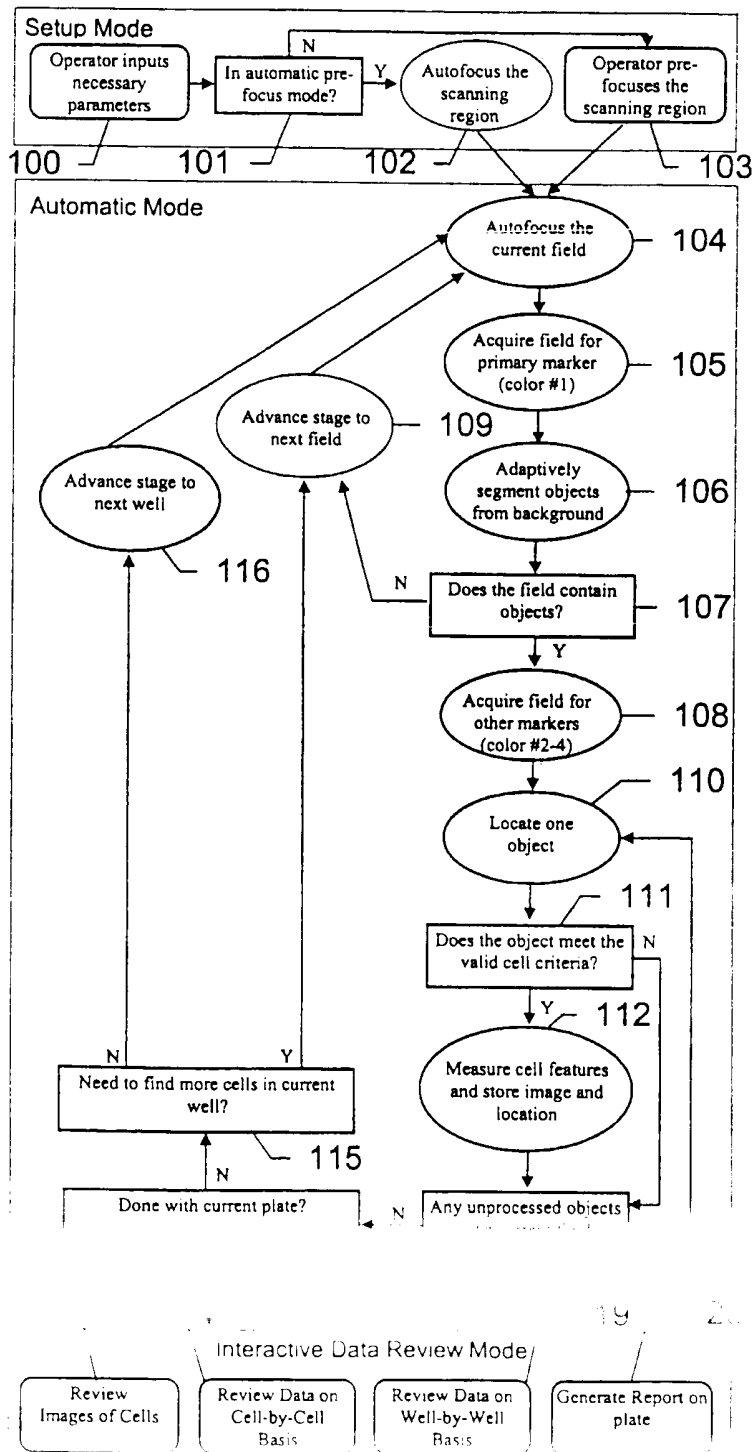 Setup Mode
N
Operator inputs
necessary
parameters
In automatic pre-
focus mode?
Y
Autofocus the
scanning
region
Operator pre-
focuses the
scanning region
100
101
102
103
Automatic Mode
Autofocus the
current field
104
Acquire field for
primary marker
(color #1)
105
Advance stage to
next field
109
Adaptively
segment objects
from background
106
Advance stage to
next well
116
N
Does the field contain
objects?
107
Y
Acquire field for
other markers
(color #2-4)
108
110
Locate one
object
111
Does the object meet the
valid cell criteria?
N
Y
112
Measure cell features
and store image and
location
N
Y
Need to find more cells in current
well?
115
N
Done with current plate?
N
Any unprocessed objects
19
Interactive Data Review Mode
Review
Images of Cells
Review Data on
Cell-by-Cell
Basis
Review Data on
Well-by-Well
Basis
Generate Report on
plate